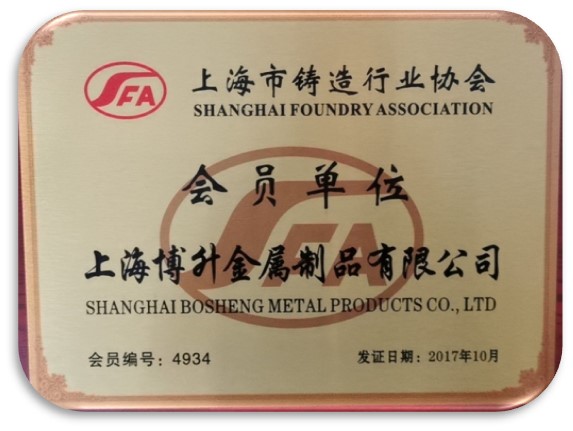 SFA 上海市铸造行业协会
SHANGHAI FOUNDRY ASSOCIATION
会员单位
SFA
上海博升金属制品有限公司
SHANGHAI BOSHENG METAL PRODUCTS CO., LTD
会员编号：4934 发证日期：2017年10月